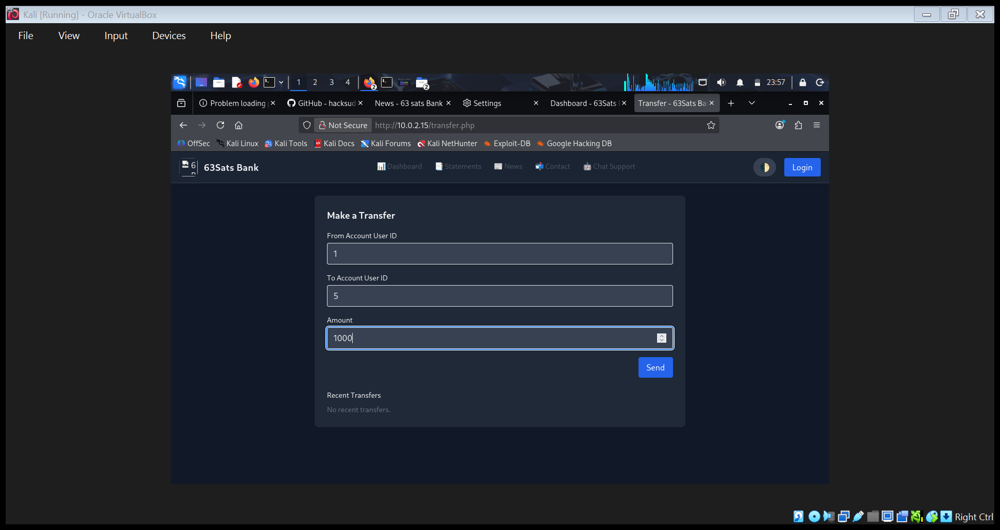 Kali [Running] - Oracle VirtualBox
File View Input Devices Help
1 2 3 4 2 2 23:57
Problem loading GitHub - hacksud News - 63 sats Bank Settings Dashboard - 63Sats Transfer - 63Sats Ba
Not Secure http://10.0.2.15/transfer.php
OffSec Kali Linux Kali Tools Kali Docs Kali Forums Kali NetHunter Exploit-DB Google Hacking DB
6 63Sats Bank Dashboard Statements News Contact Chat Support Login
Make a Transfer
From Account User ID
1
To Account User ID
5
Amount
1000
Send
Recent Transfers
No recent transfers.
Right Ctrl